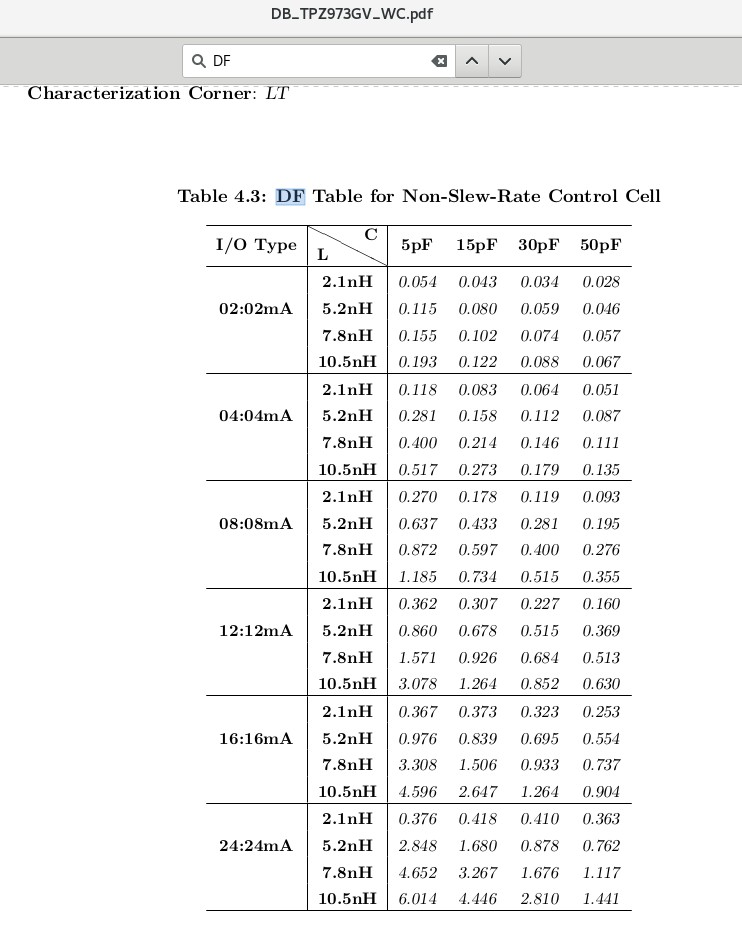 DB_TPZ973GV_WC.pdf
DF
Characterization Corner: LT
Table 4.3: DF Table for Non-Slew-Rate Control Cell
I/O Type L C 5pF 15pF 30pF 50pF
2.1nH 0.054 0.043 0.034 0.028
02:02mA 5.2nH 0.115 0.080 0.059 0.046
7.8nH 0.155 0.102 0.074 0.057
10.5nH 0.193 0.122 0.088 0.067
2.1nH 0.118 0.083 0.064 0.051
04:04mA 5.2nH 0.281 0.158 0.112 0.087
7.8nH 0.400 0.214 0.146 0.111
10.5nH 0.517 0.273 0.179 0.135
2.1nH 0.270 0.178 0.119 0.093
08:08mA 5.2nH 0.637 0.433 0.281 0.195
7.8nH 0.872 0.597 0.400 0.276
10.5nH 1.185 0.734 0.515 0.355
2.1nH 0.362 0.307 0.227 0.160
12:12mA 5.2nH 0.860 0.678 0.515 0.369
7.8nH 1.571 0.926 0.684 0.513
10.5nH 3.078 1.264 0.852 0.630
2.1nH 0.367 0.373 0.323 0.253
16:16mA 5.2nH 0.976 0.839 0.695 0.554
7.8nH 3.308 1.506 0.933 0.737
10.5nH 4.596 2.647 1.264 0.904
2.1nH 0.376 0.418 0.410 0.363
24:24mA 5.2nH 2.848 1.680 0.878 0.762
7.8nH 4.652 3.267 1.676 1.117
10.5nH 6.014 4.446 2.810 1.441